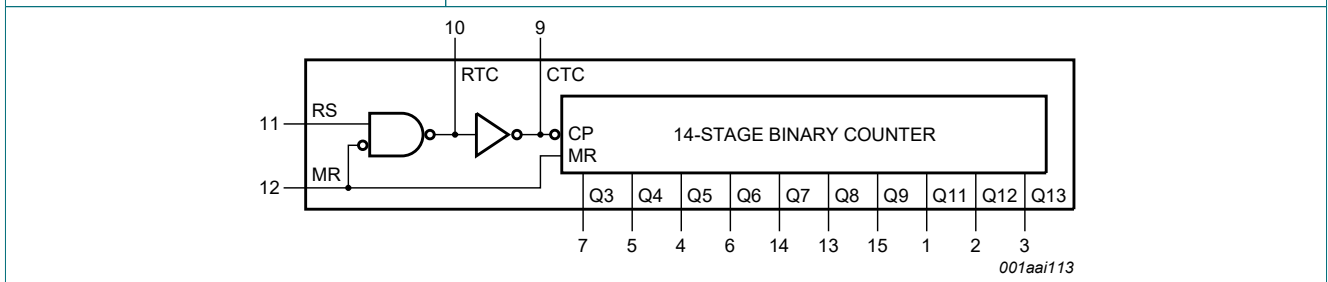 10 9
RTC CTC
11 RS
CP
14-STAGE BINARY COUNTER
MR
12 MR
Q3 Q4 Q5 Q6 Q7 Q8 Q9 Q11 Q12 Q13
7 5 4 6 14 13 15 1 2 3
001aai113